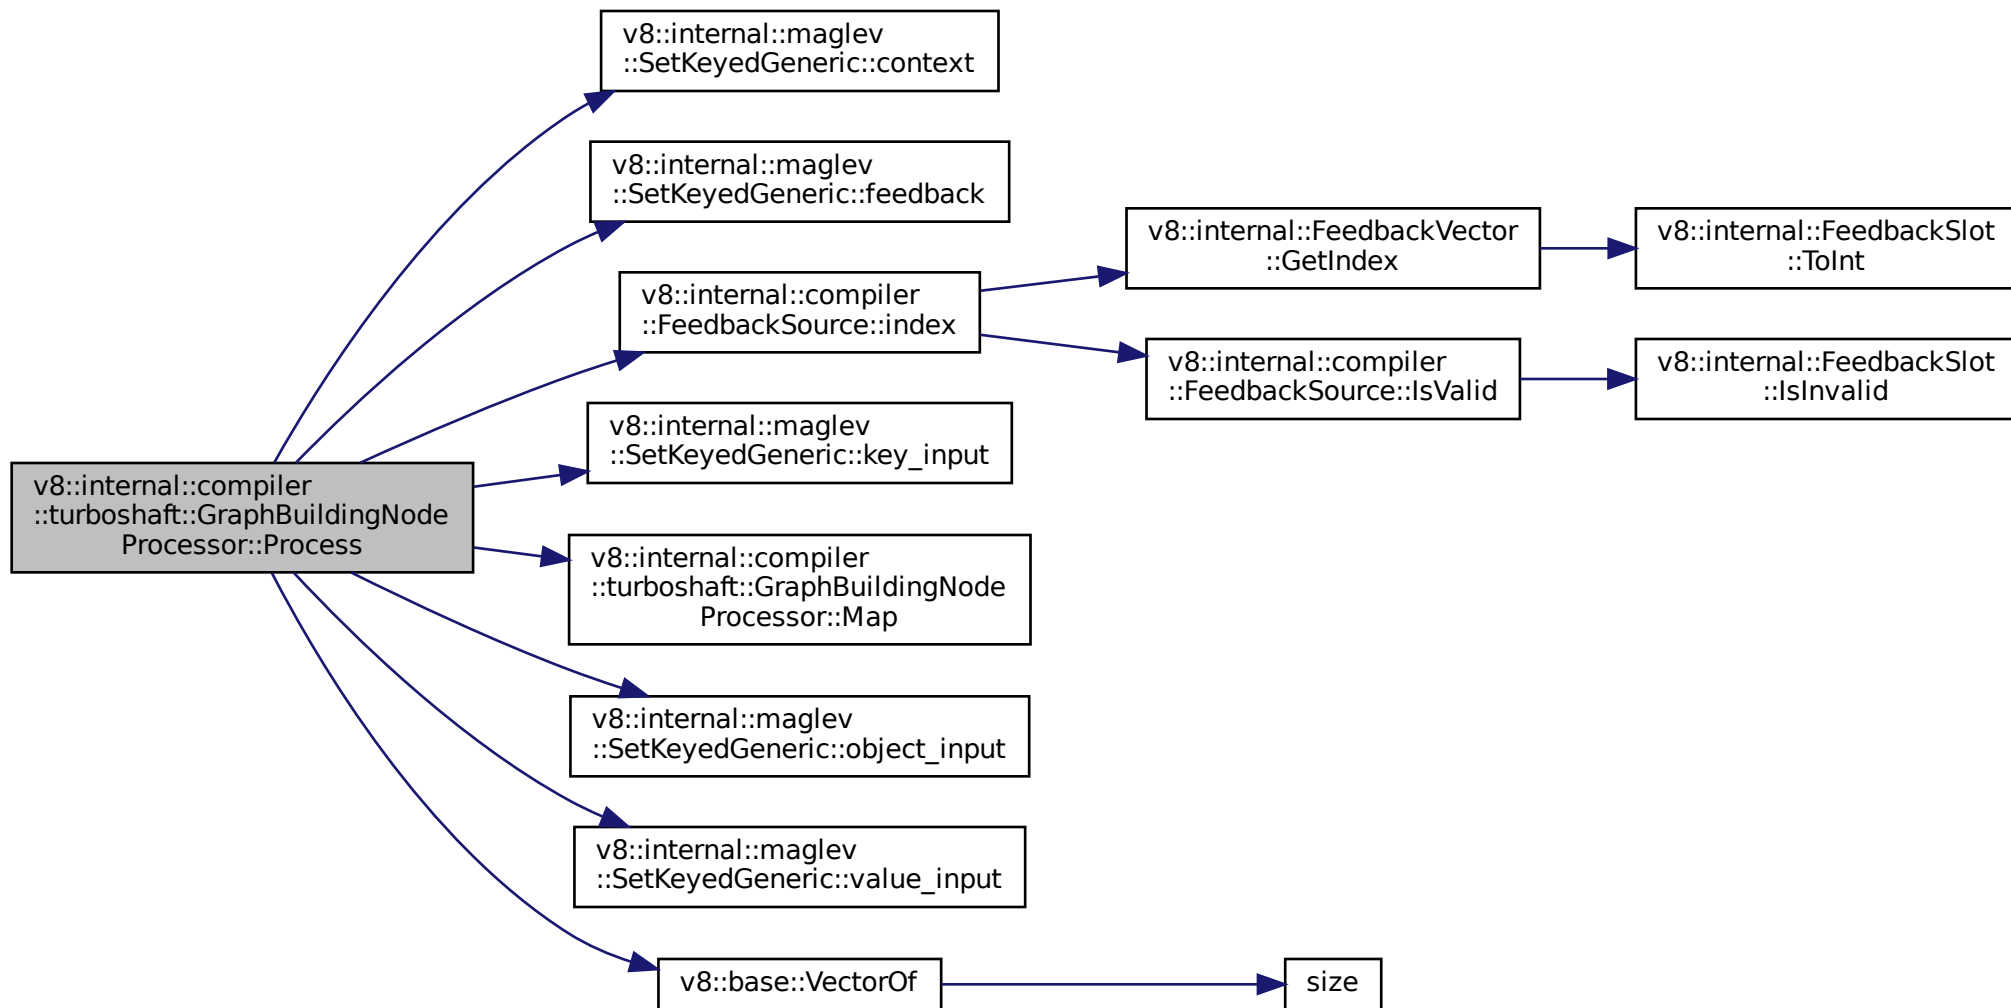 v8::internal::maglev
::SetKeyedGeneric::context
v8::internal::maglev
::SetKeyedGeneric::feedback
v8::internal::compiler
::FeedbackSource::index
v8::internal::FeedbackVector
::GetIndex
v8::internal::FeedbackSlot
::ToInt
v8::internal::compiler
::FeedbackSource::IsValid
v8::internal::FeedbackSlot
::IsInvalid
v8::internal::maglev
::SetKeyedGeneric::key_input
v8::internal::compiler
::turboshaft::GraphBuildingNode
Processor::Process
v8::internal::compiler
::turboshaft::GraphBuildingNode
Processor::Map
v8::internal::maglev
::SetKeyedGeneric::object_input
v8::internal::maglev
::SetKeyedGeneric::value_input
v8::base::VectorOf
size